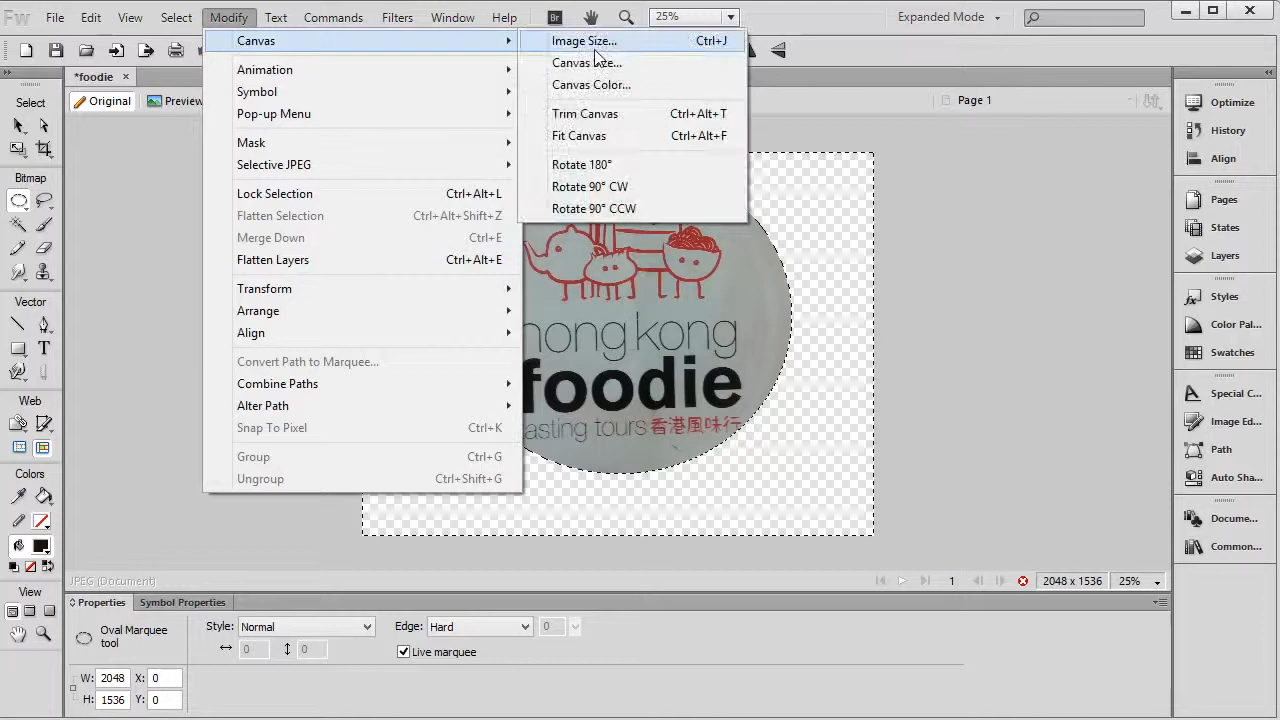 Fw File Edit View Select Modify Text Commands Filters Window Help Br 25% Expanded Mode
*foodie ×
Original Preview Page 1
Canvas
Animation
Symbol
Pop-up Menu
Mask
Selective JPEG
Lock Selection Ctrl+Alt+L
Flatten Selection Ctrl+Alt+Shift+Z
Merge Down Ctrl+E
Flatten Layers Ctrl+Alt+E
Transform
Arrange
Align
Convert Path to Marquee...
Combine Paths
Alter Path
Snap To Pixel Ctrl+K
Group Ctrl+G
Ungroup Ctrl+Shift+G
Image Size... Ctrl+J
Canvas Size...
Canvas Color...
Trim Canvas Ctrl+Alt+T
Fit Canvas Ctrl+Alt+F
Rotate 180°
Rotate 90° CW
Rotate 90° CCW
hong kong
foodie
tasting tours 香港風味行
Select
Bitmap
Vector
Web
Colors
View
Optimize
History
Align
Pages
States
Layers
Styles
Color Pal...
Swatches
Special C...
Image Ed...
Path
Auto Sha...
Docume...
Common...
JPEG (Document) 1 2048 x 1536 25%
Properties Symbol Properties
Oval Marquee tool
Style: Normal Edge: Hard 0
0 0 Live marquee
W: 2048 X: 0
H: 1536 Y: 0